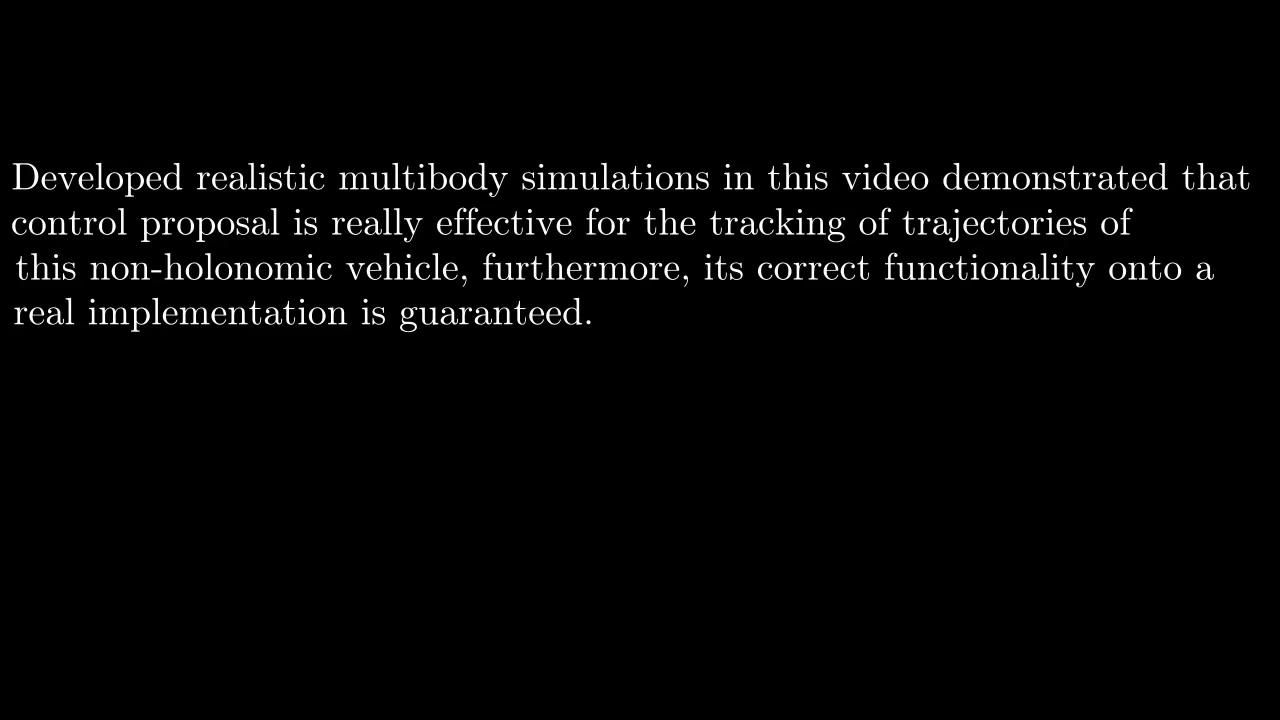 Developed realistic multibody simulations in this video demonstrated that
control proposal is really effective for the tracking of trajectories of
this non-holonomic vehicle, furthermore, its correct functionality onto a
real implementation is guaranteed.